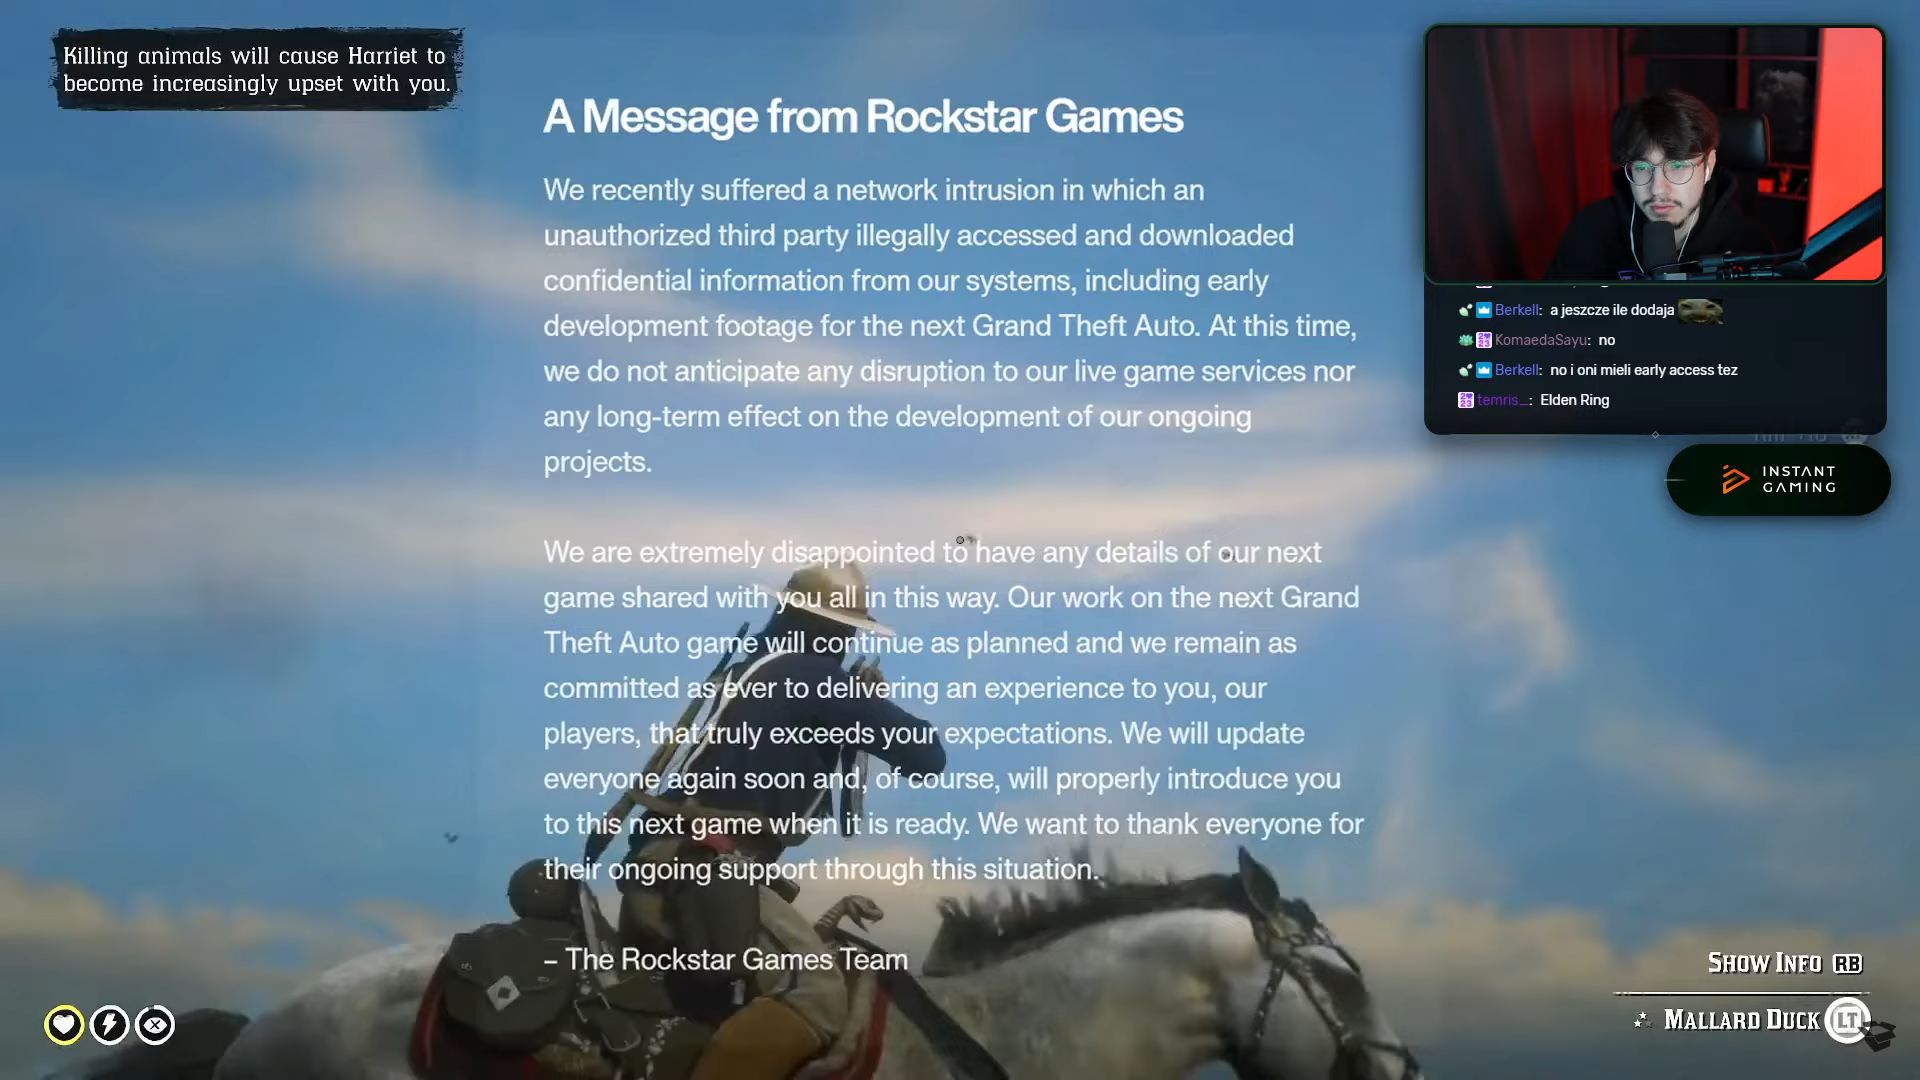 Killing animals will cause Harriet to
become increasingly upset with you.
A Message from Rockstar Games
We recently suffered a network intrusion in which an
unauthorized third party illegally accessed and downloaded
confidential information from our systems, including early
development footage for the next Grand Theft Auto. At this time,
we do not anticipate any disruption to our live game services nor
any long-term effect on the development of our ongoing
projects.
We are extremely disappointed to have any details of our next
game shared with you all in this way. Our work on the next Grand
Theft Auto game will continue as planned and we remain as
committed as ever to delivering an experience to you, our
players, that truly exceeds your expectations. We will update
everyone again soon and, of course, will properly introduce you
to this next game when it is ready. We want to thank everyone for
their ongoing support through this situation.
– The Rockstar Games Team
Berkell: a jeszcze ile dodaja
KomaedaSayu: no
Berkell: no i oni mieli early access tez
temris_: Elden Ring
INSTANT
GAMING
Show Info RB
Mallard Duck LT